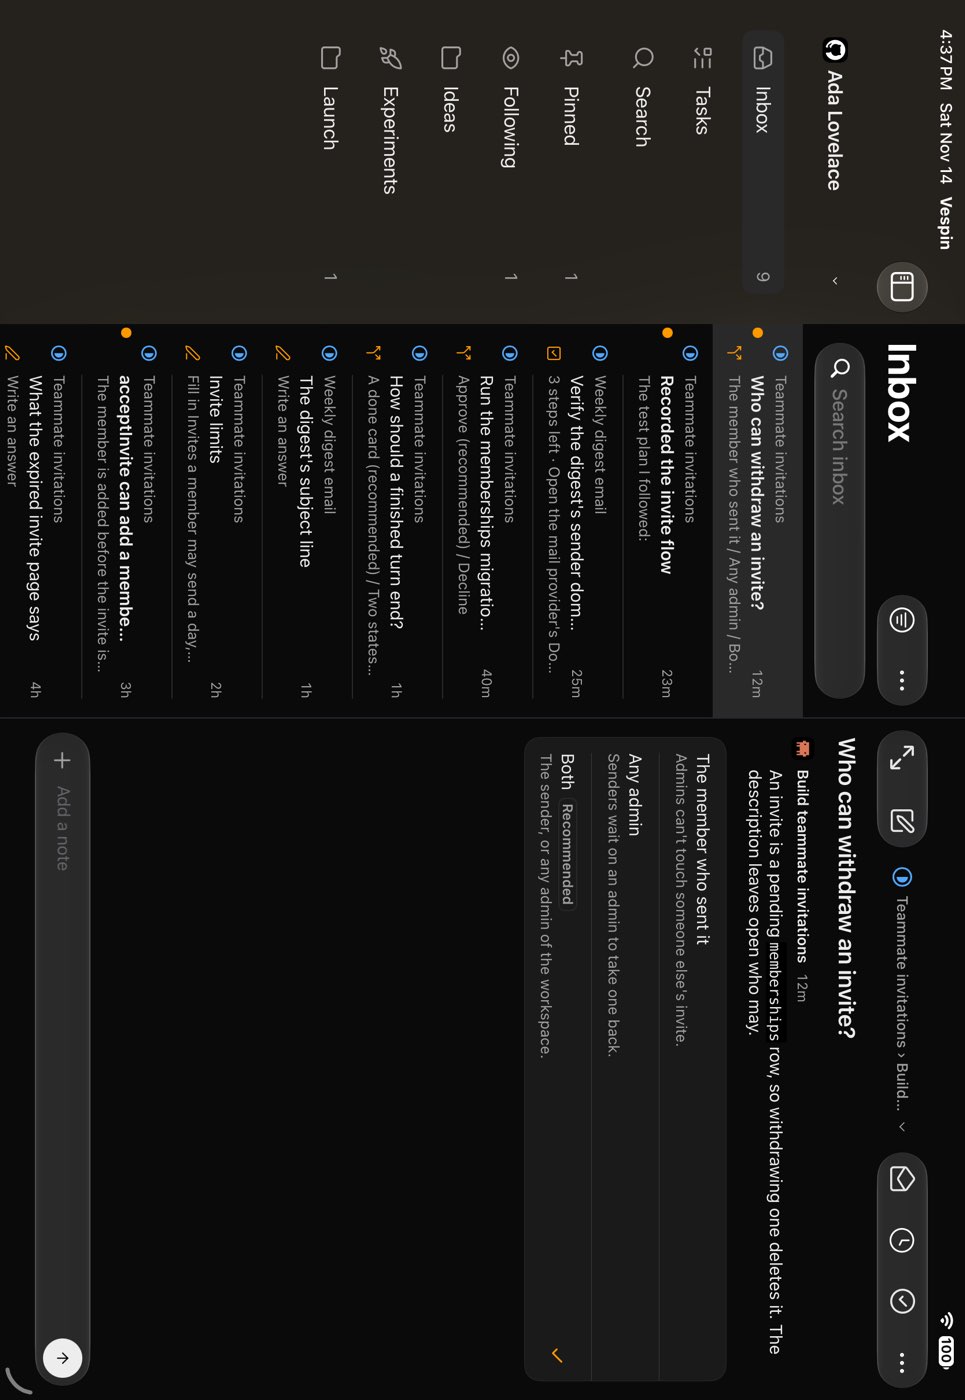 4:37 PM Sat Nov 14 Vespin
100
Ada Lovelace
Inbox 9
Tasks
Search
Pinned 1
Following 1
Ideas
Experiments
Launch 1
Inbox
Search inbox
Teammate invitations
Who can withdraw an invite? 12m
The member who sent it / Any admin / Bo...
Teammate invitations
Recorded the invite flow 23m
The test plan I followed:
Weekly digest email
Verify the digest's sender dom... 25m
3 steps left · Open the mail provider's Do...
Teammate invitations
Run the memberships migratio... 40m
Approve (recommended) / Decline
Teammate invitations
How should a finished turn end? 1h
A done card (recommended) / Two states...
Weekly digest email
The digest's subject line 1h
Write an answer
Teammate invitations
Invite limits 2h
Fill in Invites a member may send a day,...
Teammate invitations
acceptInvite can add a membe... 3h
The member is added before the invite is...
Teammate invitations
What the expired invite page says 4h
Write an answer
Teammate invitations › Build...
Who can withdraw an invite?
Build teammate invitations 12m
An invite is a pending memberships row, so withdrawing one deletes it. The
description leaves open who may.
The member who sent it
Admins can't touch someone else's invite.
Any admin
Senders wait on an admin to take one back.
Both Recommended
The sender, or any admin of the workspace.
Add a note